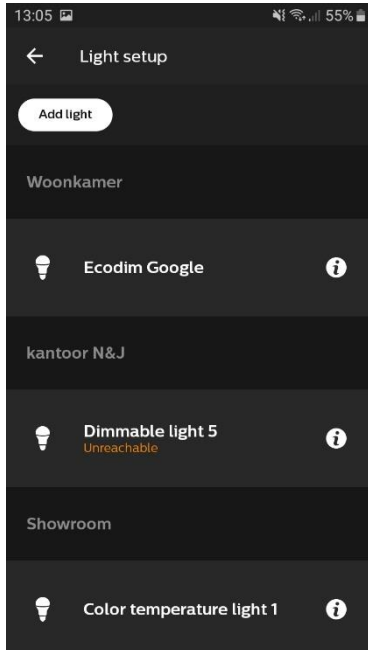 13:05 55%
Light setup
Add light
Woonkamer
Ecodim Google
kantoor N&J
Dimmable light 5
Unreachable
Showroom
Color temperature light 1